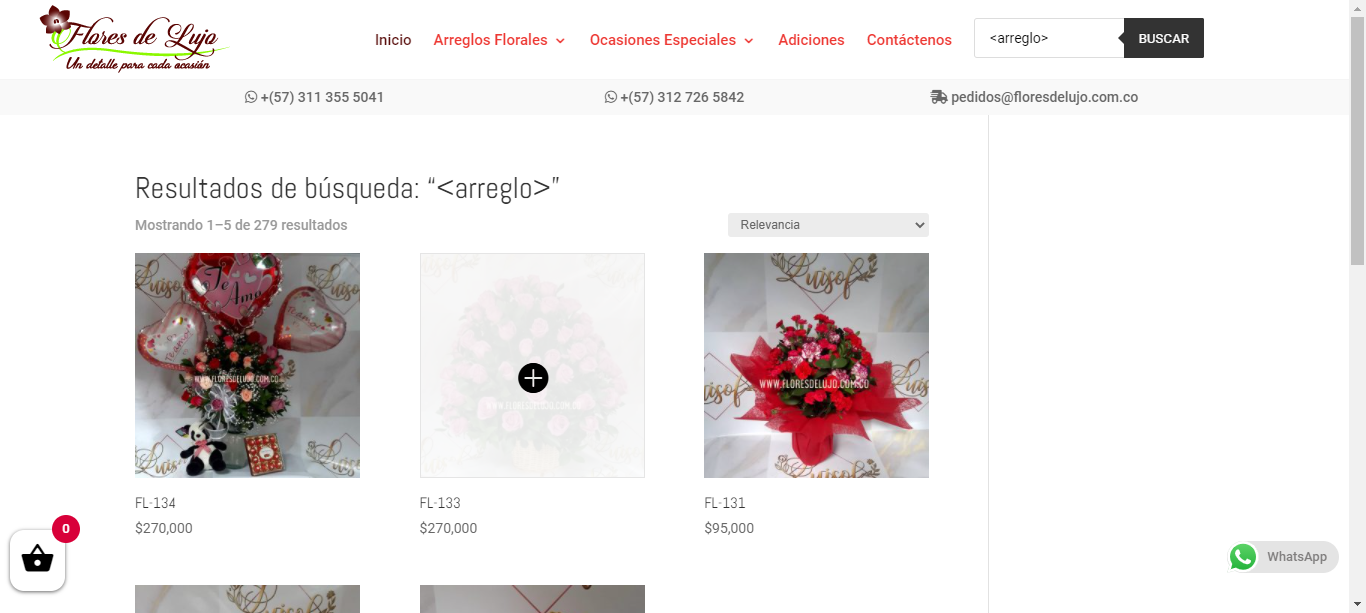 Flores de Lujo
Un detalle para cada acasián
Inicio
Arreglos Florales
Ocasiones Especiales
Adiciones
Contáctenos
<arreglo>
BUSCAR
+(57) 311 355 5041
+(57) 312 726 5842
pedidos@floresdelujo.com.co
Resultados de búsqueda: “<arreglo>”
Mostrando 1–5 de 279 resultados
Relevancia
Te
Amo
WWW.FLORESDELUJO.COM.CO
WWW.FLORESDELUJO.COM.CO
Luisof
WWW.FLORESDELUJO.COM.CO
FL-134
$270,000
FL-133
$270,000
FL-131
$95,000
0
WhatsApp